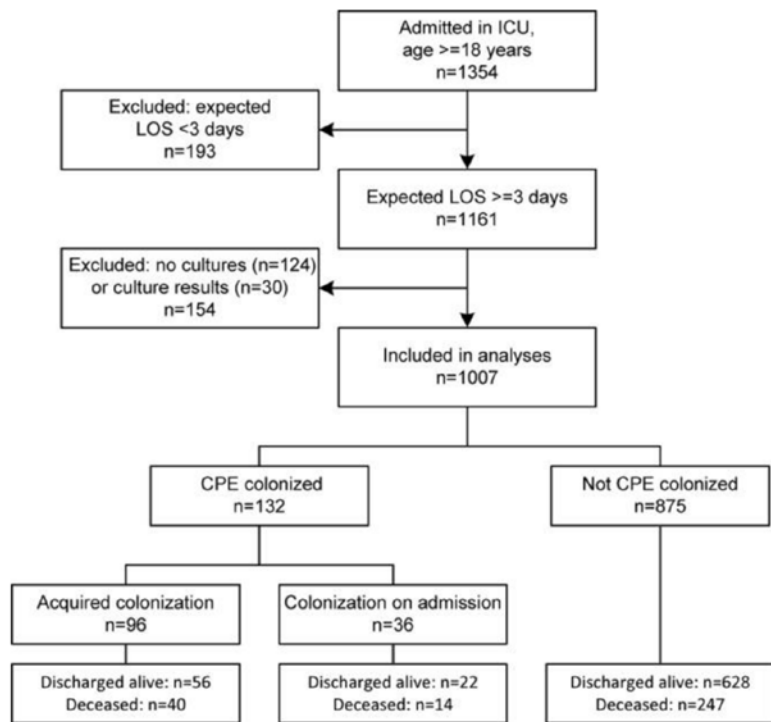 Admitted in ICU,
age >=18 years
n=1354
Excluded: expected
LOS <3 days
n=193
Expected LOS >=3 days
n=1161
Excluded: no cultures (n=124)
or culture results (n=30)
n=154
Included in analyses
n=1007
CPE colonized
n=132
Not CPE colonized
n=875
Acquired colonization
n=96
Colonization on admission
n=36
Discharged alive: n=56
Deceased: n=40
Discharged alive: n=22
Deceased: n=14
Discharged alive: n=628
Deceased: n=247